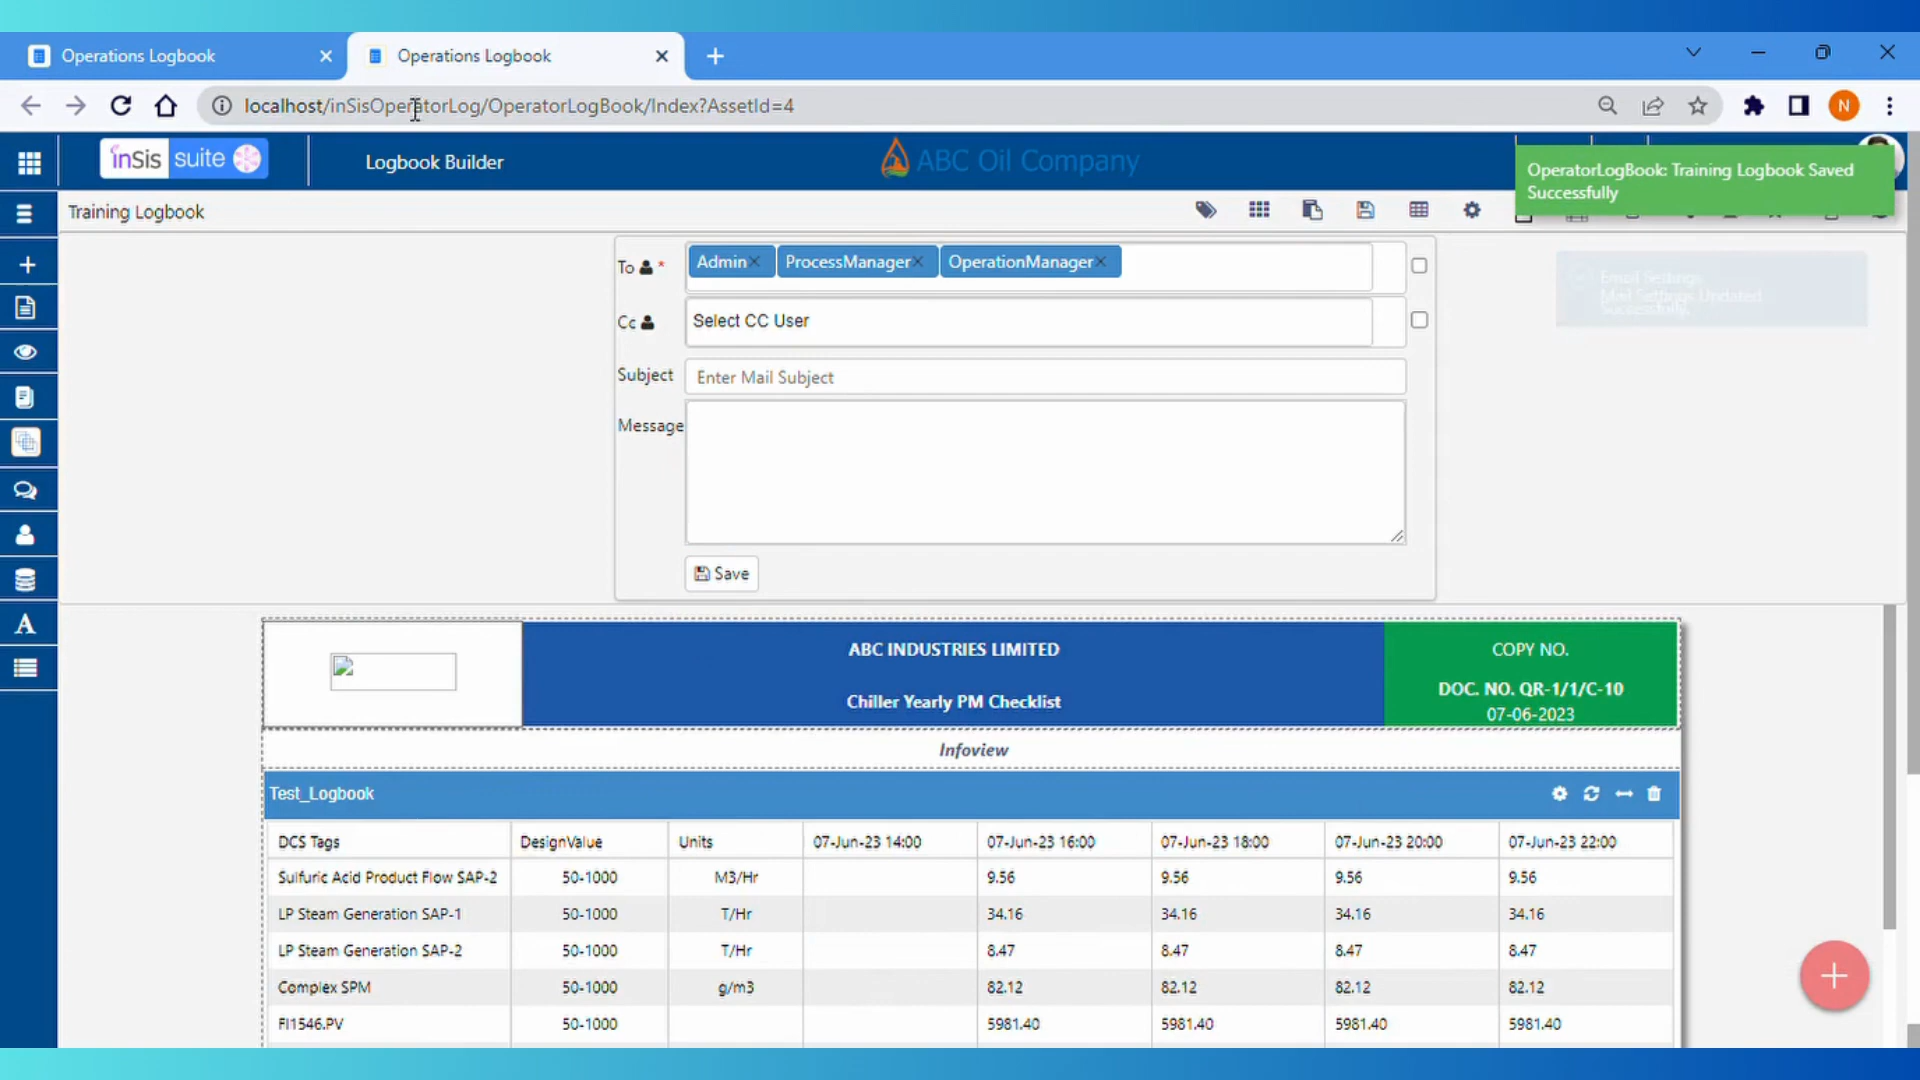 Operations Logbook
Operations Logbook
localhost/inSisOperatorLog/OperatorLogBook/Index?AssetId=4
N
inSis suite
Logbook Builder
ABC Oil Company
OperatorLogBook: Training Logbook Saved
Successfully
Training Logbook
To * Admin× ProcessManager× OperationManager×
Email Settings
Mail Settings Updated
Successfully.
Cc Select CC User
Subject Enter Mail Subject
Message
Save
ABC INDUSTRIES LIMITED
Chiller Yearly PM Checklist
COPY NO.
DOC. NO. QR-1/1/C-10
07-06-2023
Infoview
Test_Logbook
DCS Tags DesignValue Units 07-Jun-23 14:00 07-Jun-23 16:00 07-Jun-23 18:00 07-Jun-23 20:00 07-Jun-23 22:00
Sulfuric Acid Product Flow SAP-2 50-1000 M3/Hr 9.56 9.56 9.56 9.56
LP Steam Generation SAP-1 50-1000 T/Hr 34.16 34.16 34.16 34.16
LP Steam Generation SAP-2 50-1000 T/Hr 8.47 8.47 8.47 8.47
Complex SPM 50-1000 g/m3 82.12 82.12 82.12 82.12
FI1546.PV 50-1000 5981.40 5981.40 5981.40 5981.40